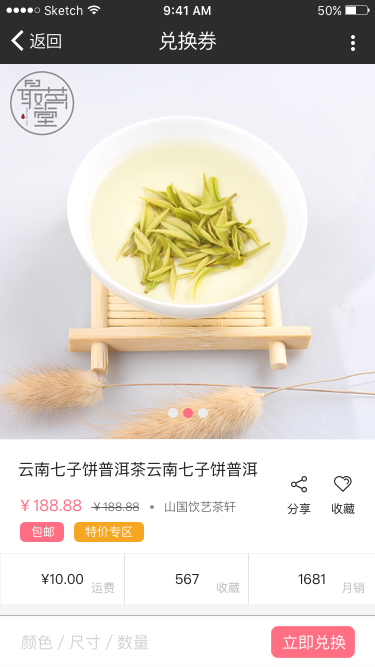 Sketch 9:41 AM 50%
返回 兑换券
云南七子饼普洱茶云南七子饼普洱
¥188.88 ¥188.88 • 山国饮艺茶轩
分享 收藏
包邮 特价专区
¥10.00 运费 567 收藏 1681 月销
颜色 / 尺寸 / 数量 立即兑换